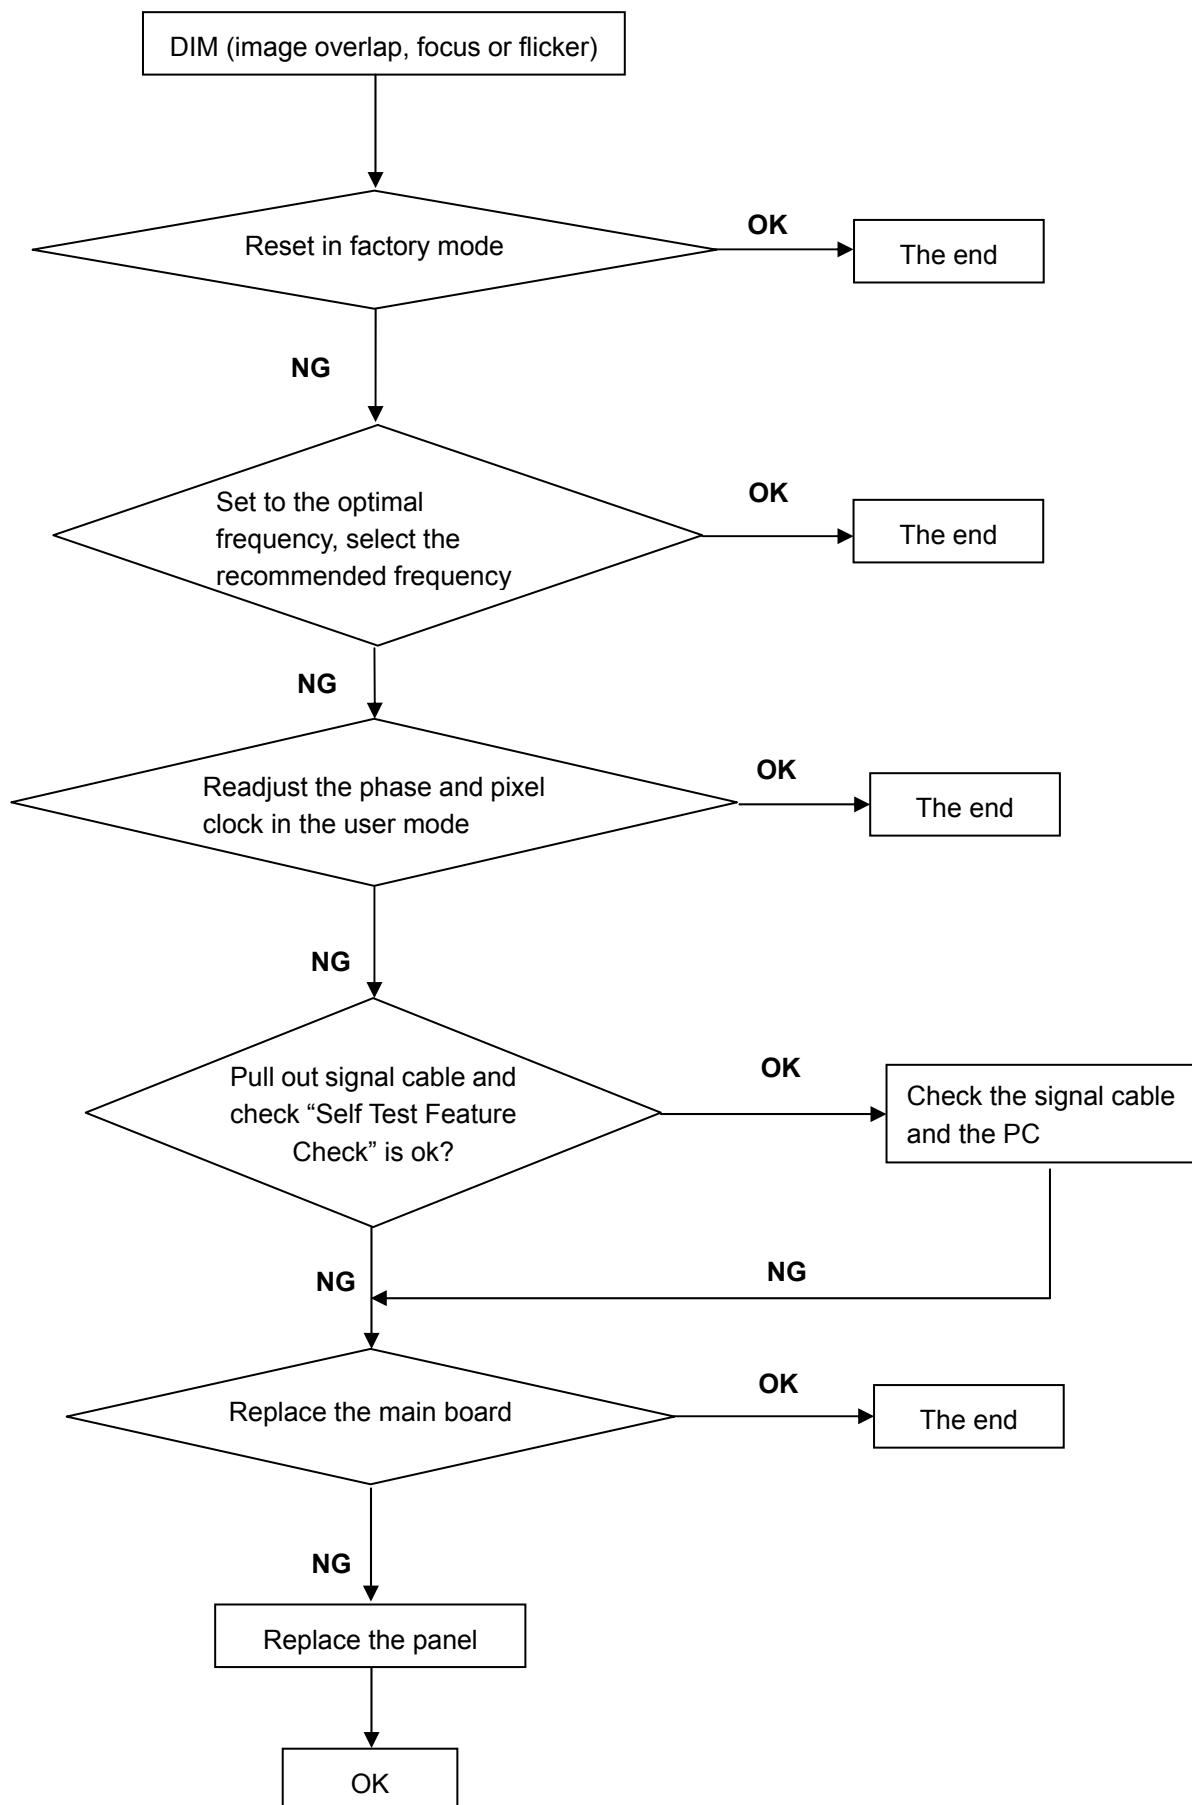 DIM (image overlap, focus or flicker)
Reset in factory mode
OK
The end
NG
Set to the optimal
frequency, select the
recommended frequency
OK
The end
NG
Readjust the phase and pixel
clock in the user mode
OK
The end
NG
Pull out signal cable and
check “Self Test Feature
Check” is ok?
OK
Check the signal cable
and the PC
NG
NG
Replace the main board
OK
The end
NG
Replace the panel
OK